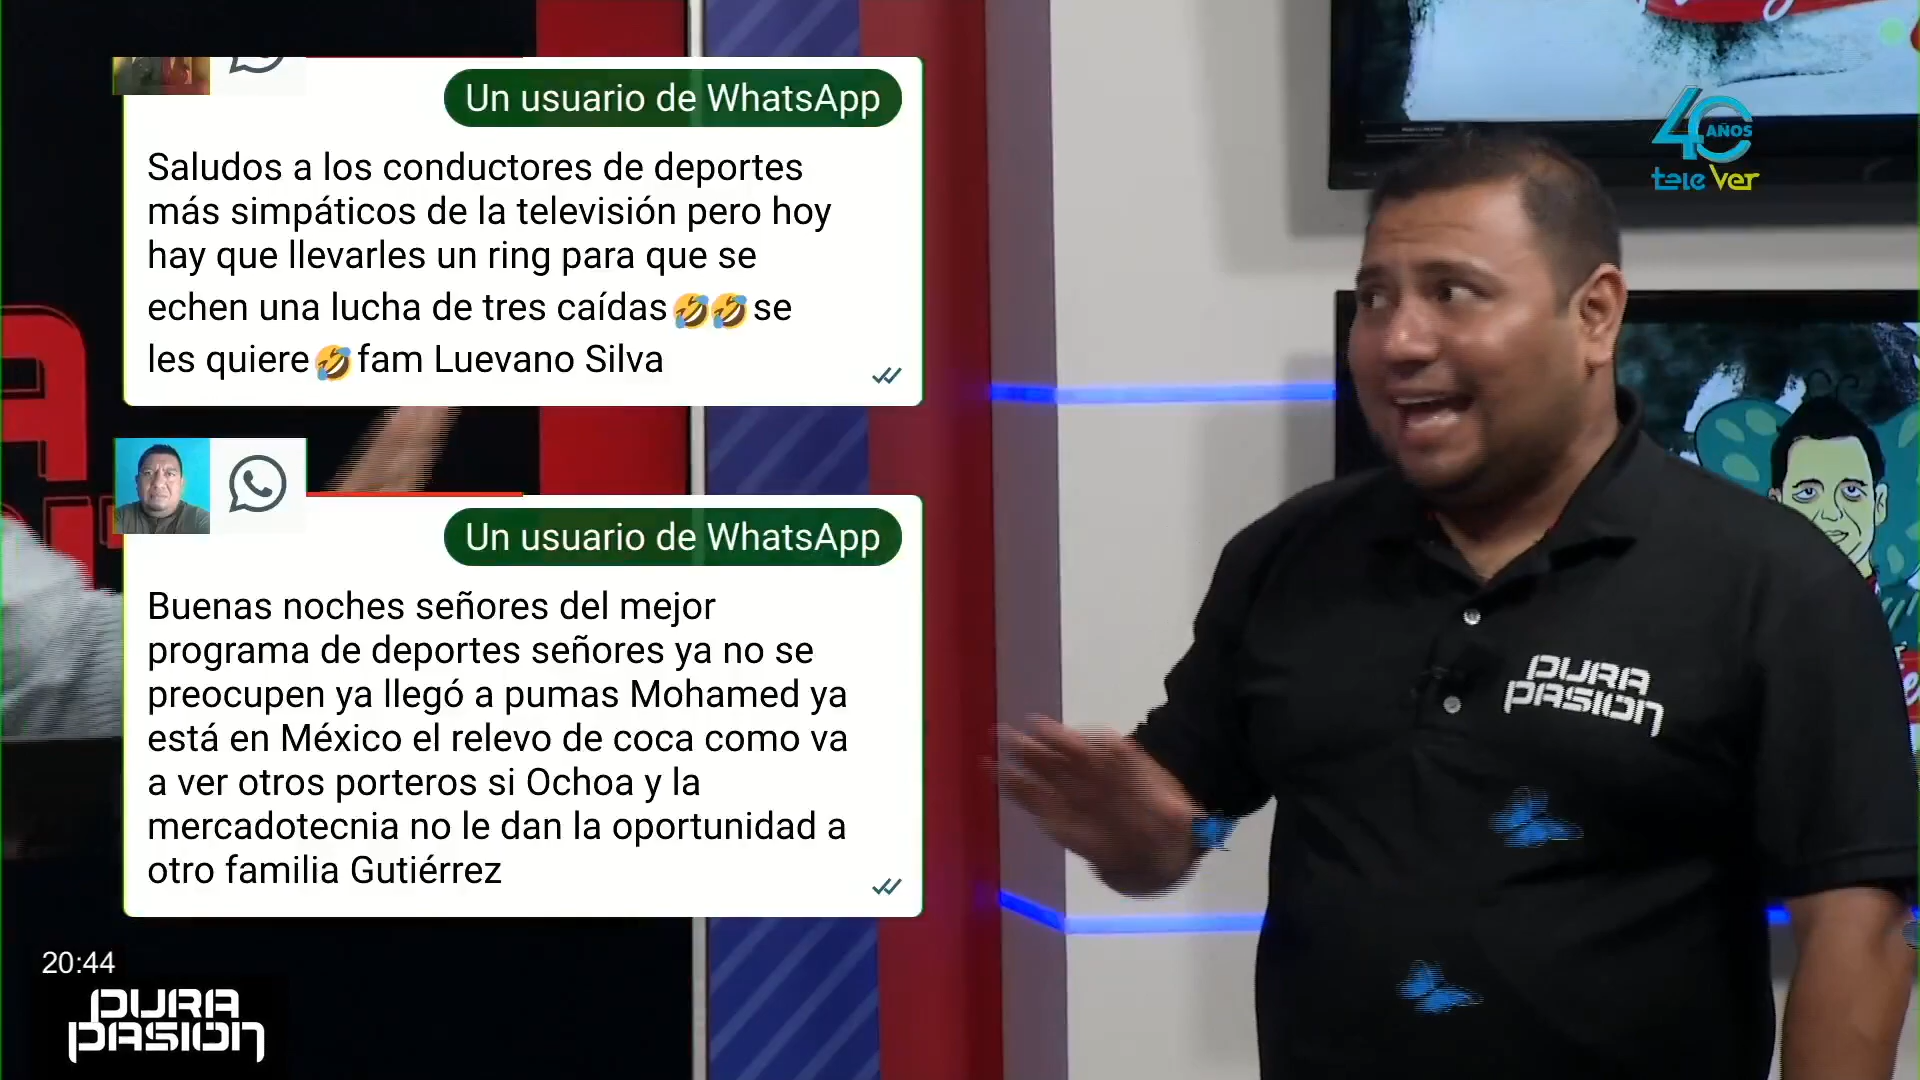 Un usuario de WhatsApp
Saludos a los conductores de deportes
más simpáticos de la televisión pero hoy
hay que llevarles un ring para que se
echen una lucha de tres caídas🤣🤣se
les quiere🤣fam Luevano Silva
Un usuario de WhatsApp
Buenas noches señores del mejor
programa de deportes señores ya no se
preocupen ya llegó a pumas Mohamed ya
está en México el relevo de coca como va
a ver otros porteros si Ochoa y la
mercadotecnia no le dan la oportunidad a
otro familia Gutiérrez
20:44
PURA
PASION
40 AÑOS
tele Ver
PURA
PASION